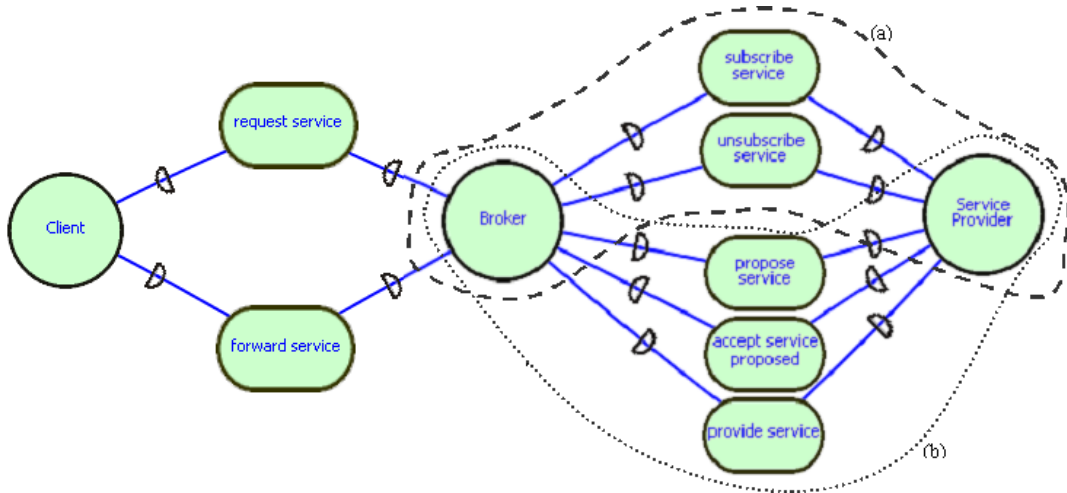 (a)
subscribe
service
request service
unsubscribe
service
Client
Broker
Service
Provider
propose
service
forward service
accept service
proposed
provide service
(b)